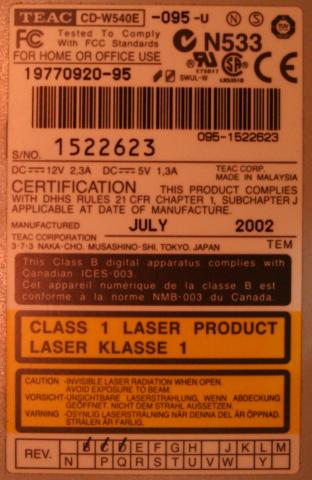 TEAC CD-W540E -095-U
FC Tested To Comply
With FCC Standards
FOR HOME OR OFFICE USE
N533
19770920-95
SWUL-W
LR53510
095-1522623
S/NO. 1522623
DC 12V 2,3A DC 5V 1,3A
TEAC CORP.
MADE IN MALAYSIA
CERTIFICATION THIS PRODUCT COMPLIES
WITH DHHS RULES 21 CFR CHAPTER 1, SUBCHAPTER J
APPLICABLE AT DATE OF MANUFACTURE.
MANUFACTURED JULY 2002
TEAC CORPORATION
3-7-3 NAKA-CHO, MUSASHINO-SHI, TOKYO, JAPAN TEM
This Class B digital apparatus complies with
Canadian ICES-003.
Cet appareil numérique de la classe B est
conforme à la norme NMB-003 du Canada.
CLASS 1 LASER PRODUCT
LASER KLASSE 1
CAUTION -INVISIBLE LASER RADIATION WHEN OPEN.
AVOID EXPOSURE TO BEAM.
VORSICHT-UNSICHTBARE LASERSTRAHLUNG, WENN ABDECKUNG
GEÖFFNET. NICHT DEM STRAHL AUSSETZEN.
VARNING -OSYNLIG LASERSTRÅLNING NÄR DENNA DEL ÄR ÖPPNAD.
STRÅLEN ÄR FARLIG.
REV. B C D E F G H J K L M
N P Q R S T U V W Y